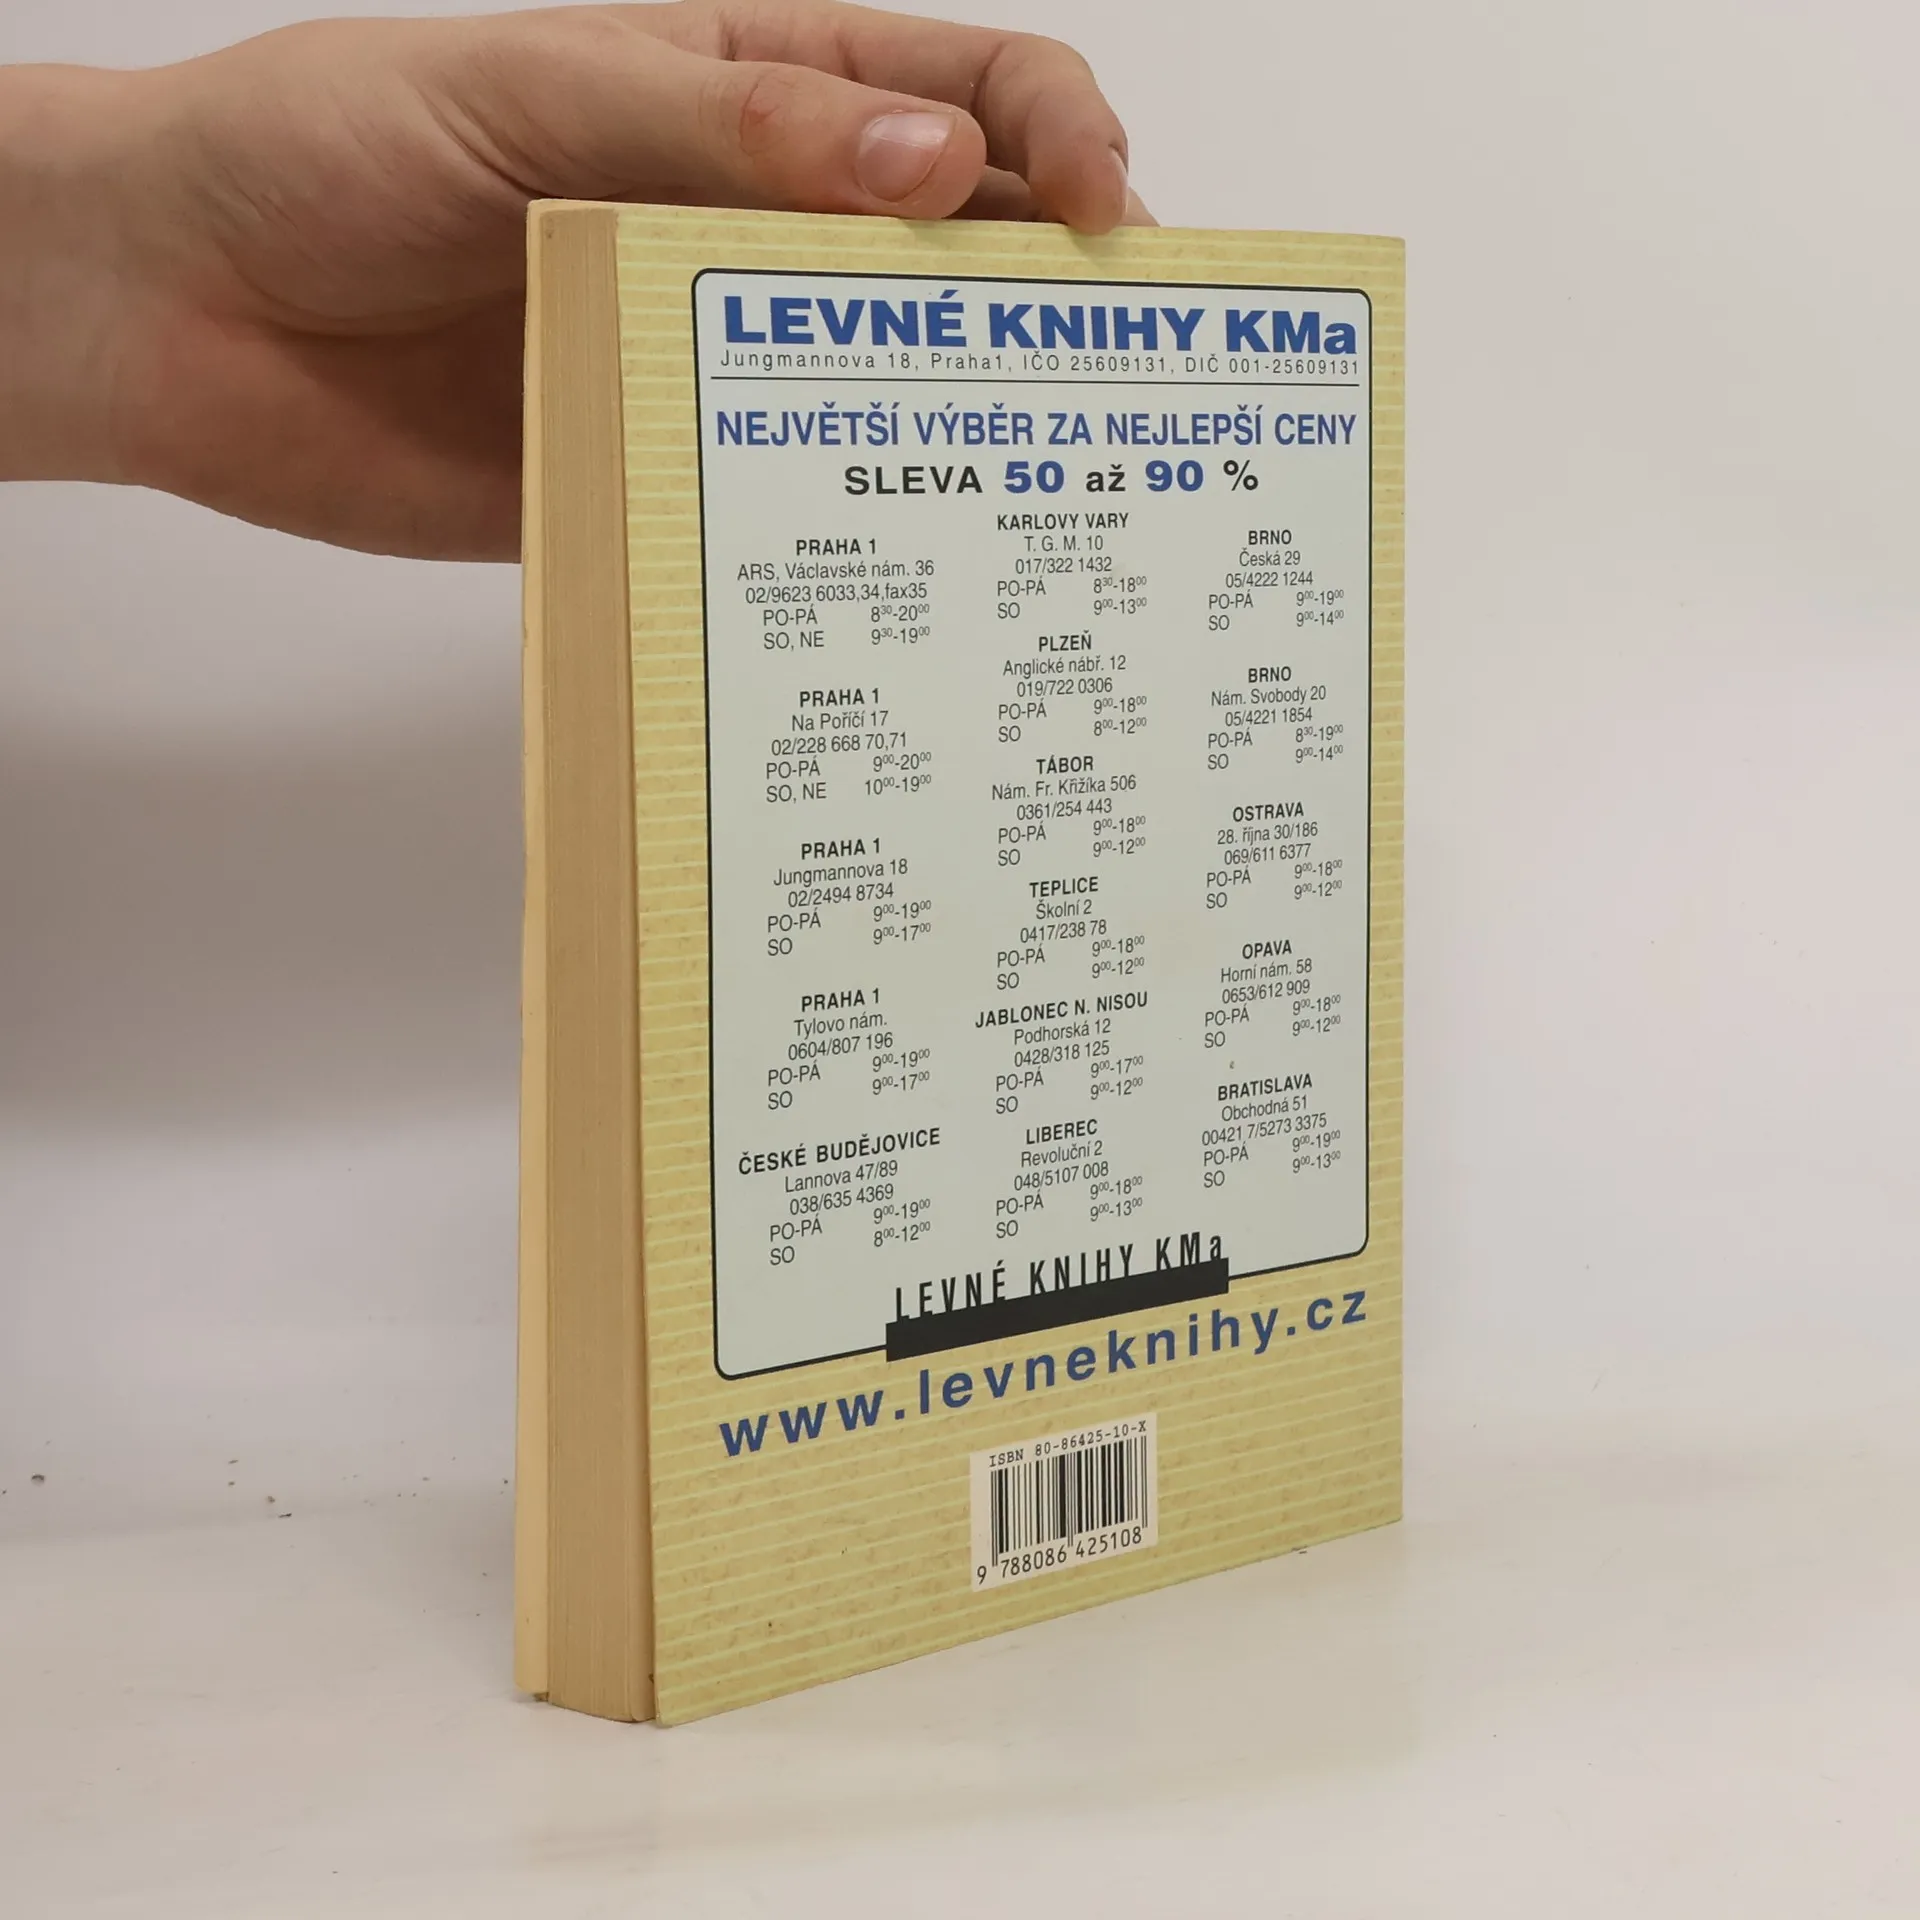 LEVNÉ KNIHY KMa
Jungmannova 18, Praha1, IČO 25609131, DIČ 001-25609131
NEJVĚTŠÍ VÝBĚR ZA NEJLEPŠÍ CENY
SLEVA 50 až 90 %
PRAHA 1
ARS, Václavské nám. 36
02/9623 6033,34,fax35
PO-PÁ 8³⁰-20⁰⁰
SO, NE 9³⁰-19⁰⁰
PRAHA 1
Na Poříčí 17
02/228 668 70,71
PO-PÁ 9⁰⁰-20⁰⁰
SO, NE 10⁰⁰-19⁰⁰
PRAHA 1
Jungmannova 18
02/2494 8734
PO-PÁ 9⁰⁰-19⁰⁰
SO 9⁰⁰-17⁰⁰
PRAHA 1
Tylovo nám.
0604/807 196
PO-PÁ 9⁰⁰-19⁰⁰
SO 9⁰⁰-17⁰⁰
ČESKÉ BUDĚJOVICE
Lannova 47/89
038/635 4369
PO-PÁ 9⁰⁰-19⁰⁰
SO 8⁰⁰-12⁰⁰
KARLOVY VARY
T. G. M. 10
017/322 1432
PO-PÁ 8³⁰-18⁰⁰
SO 9⁰⁰-13⁰⁰
PLZEŇ
Anglické nábř. 12
019/722 0306
PO-PÁ 9⁰⁰-18⁰⁰
SO 8⁰⁰-12⁰⁰
TÁBOR
Nám. Fr. Křižíka 506
0361/254 443
PO-PÁ 9⁰⁰-18⁰⁰
SO 9⁰⁰-12⁰⁰
TEPLICE
Školní 2
0417/238 78
PO-PÁ 9⁰⁰-18⁰⁰
SO 9⁰⁰-12⁰⁰
JABLONEC N. NISOU
Podhorská 12
0428/318 125
PO-PÁ 9⁰⁰-17⁰⁰
SO 9⁰⁰-12⁰⁰
LIBEREC
Revoluční 2
048/5107 008
PO-PÁ 9⁰⁰-18⁰⁰
SO 9⁰⁰-13⁰⁰
BRNO
Česká 29
05/4222 1244
PO-PÁ 9⁰⁰-19⁰⁰
SO 9⁰⁰-14⁰⁰
BRNO
Nám. Svobody 20
05/4221 1854
PO-PÁ 8³⁰-19⁰⁰
SO 9⁰⁰-14⁰⁰
OSTRAVA
28. října 30/186
069/611 6377
PO-PÁ 9⁰⁰-18⁰⁰
SO 9⁰⁰-12⁰⁰
OPAVA
Horní nám. 58
0653/612 909
PO-PÁ 9⁰⁰-18⁰⁰
SO 9⁰⁰-12⁰⁰
BRATISLAVA
Obchodná 51
00421 7/5273 3375
PO-PÁ 9⁰⁰-19⁰⁰
SO 9⁰⁰-13⁰⁰
LEVNÉ KNIHY KMa
www.levneknihy.cz
ISBN 80-86425-10-X
9 788086 425108